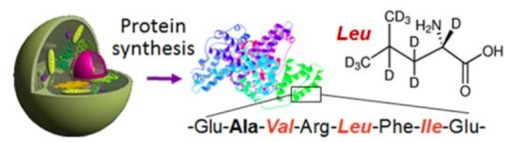 Protein
synthesis
Leu
CD3
H2N
D
D3C
D
D
D
OH
O
-Glu-Ala-Val-Arg-Leu-Phe-Ile-Glu-